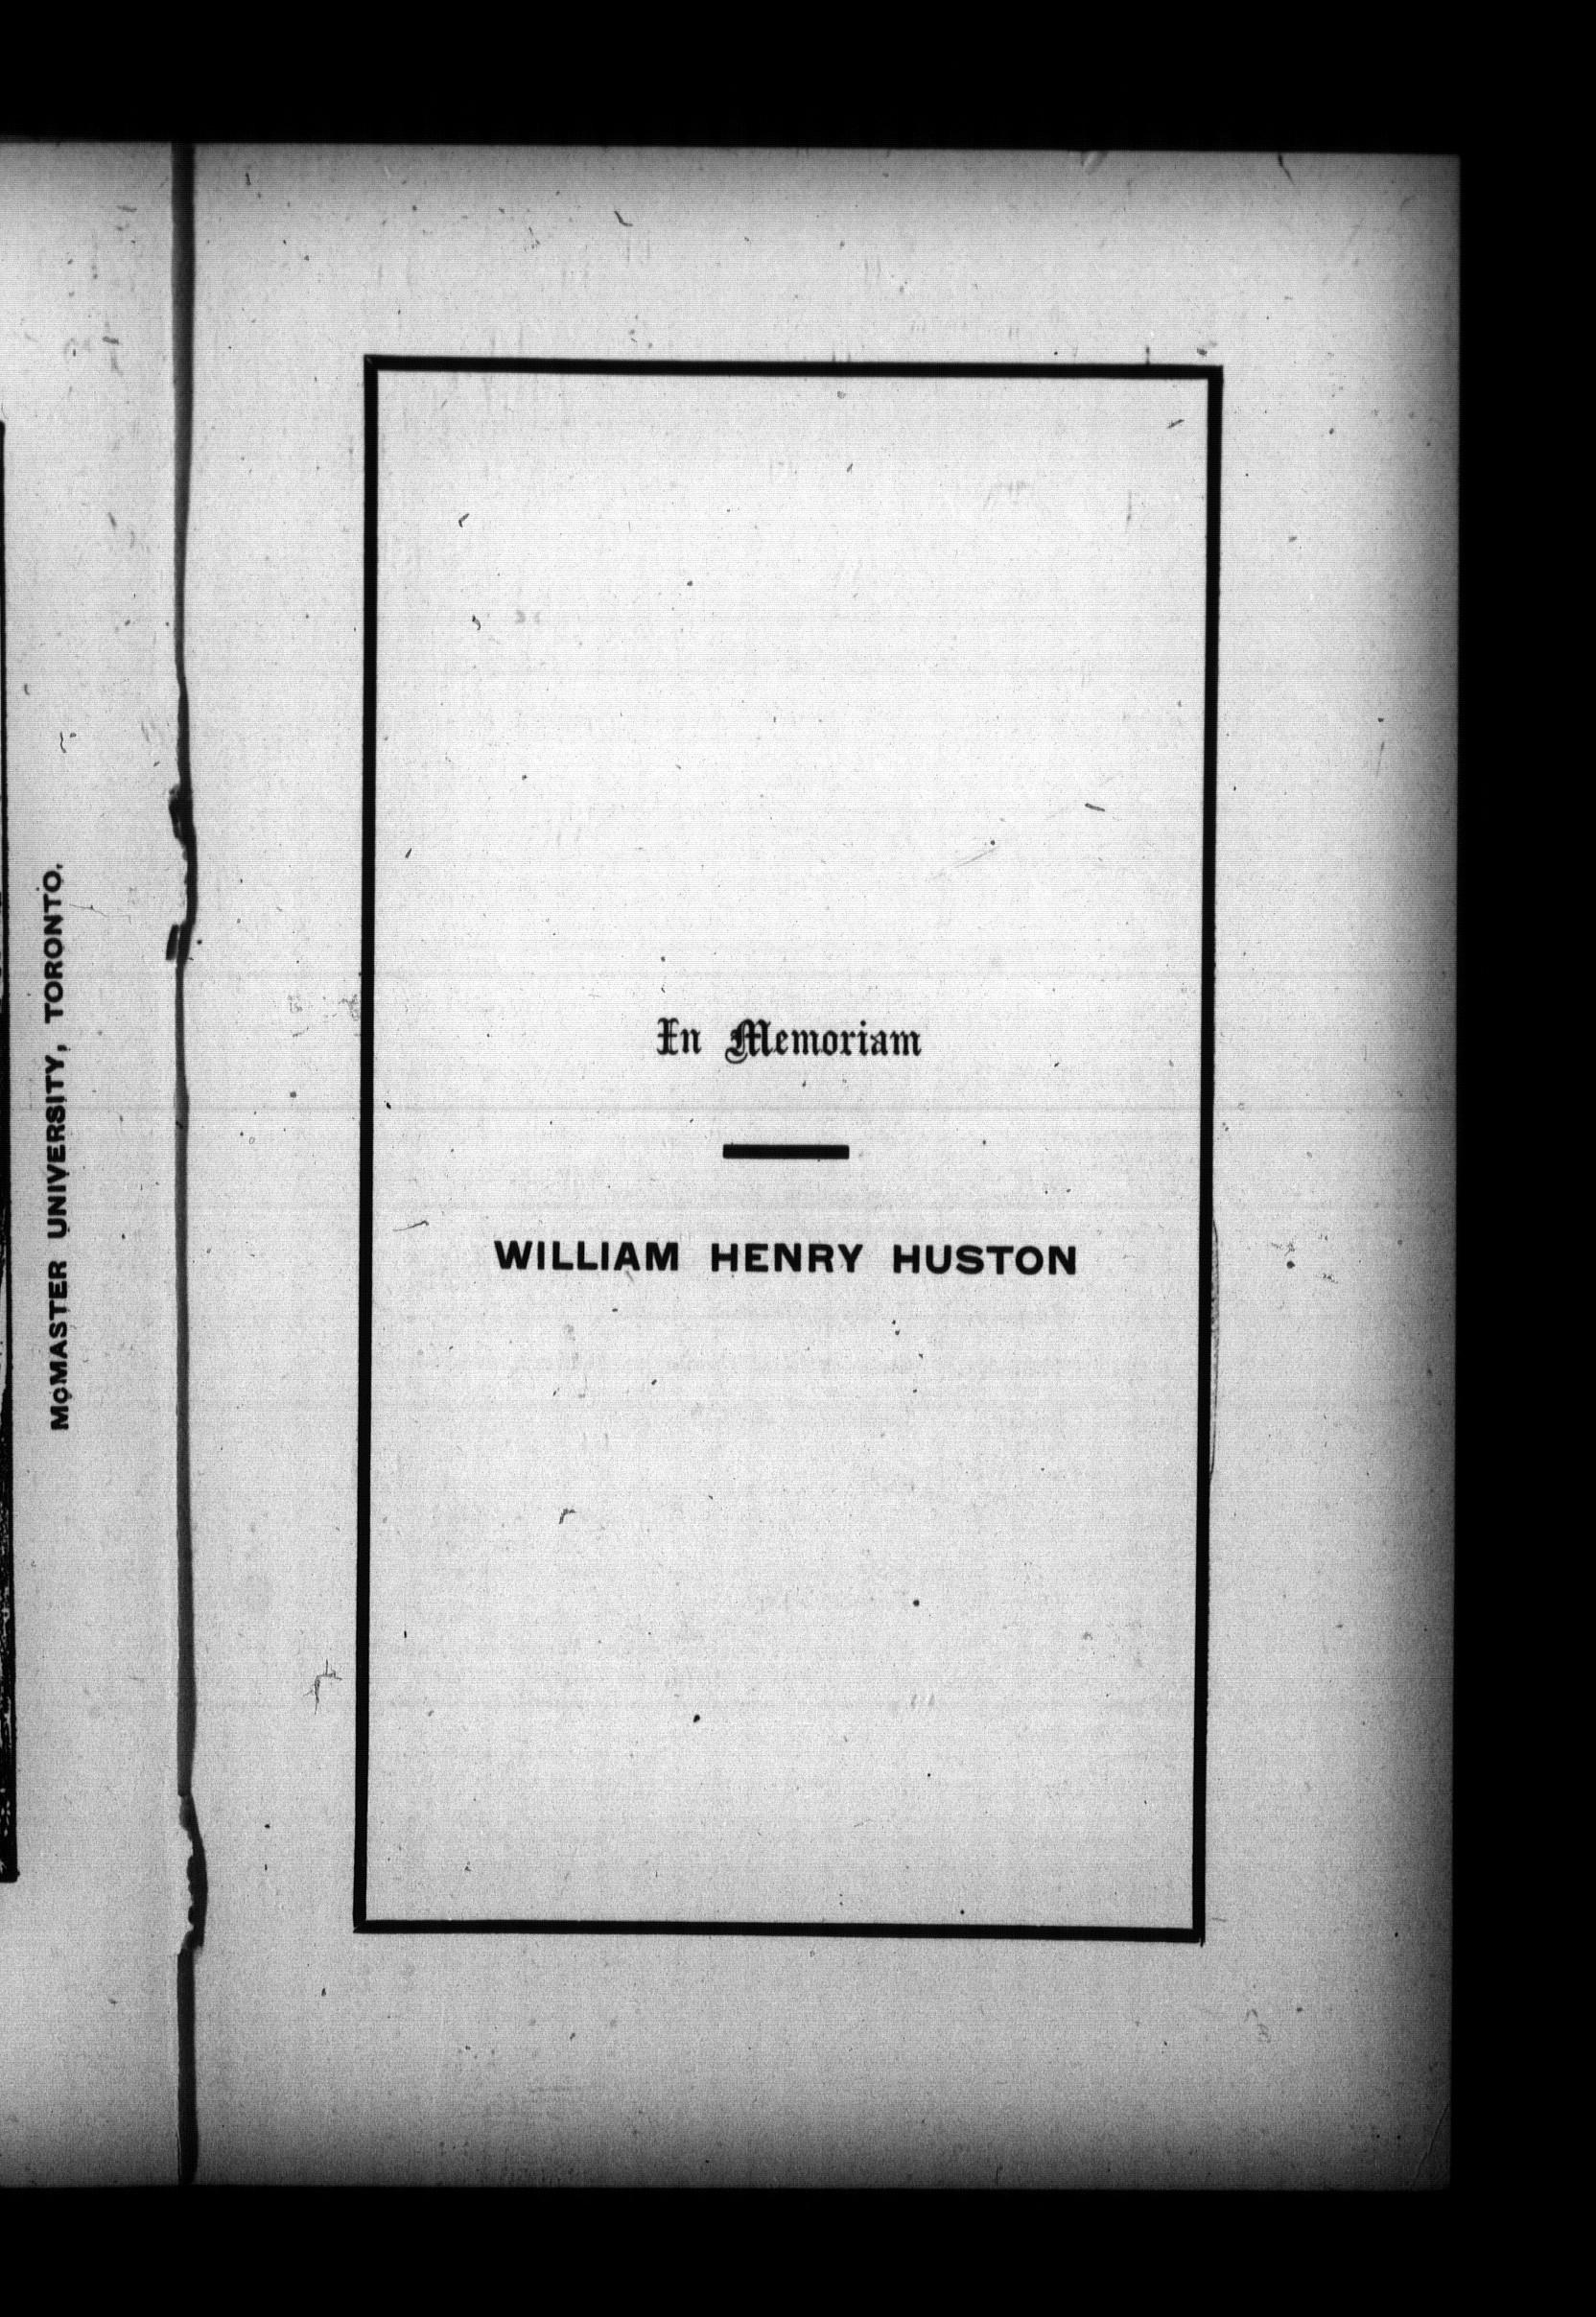 McMASTER UNIVERSITY, TORONTO.
In Memoriam
WILLIAM HENRY HUSTON